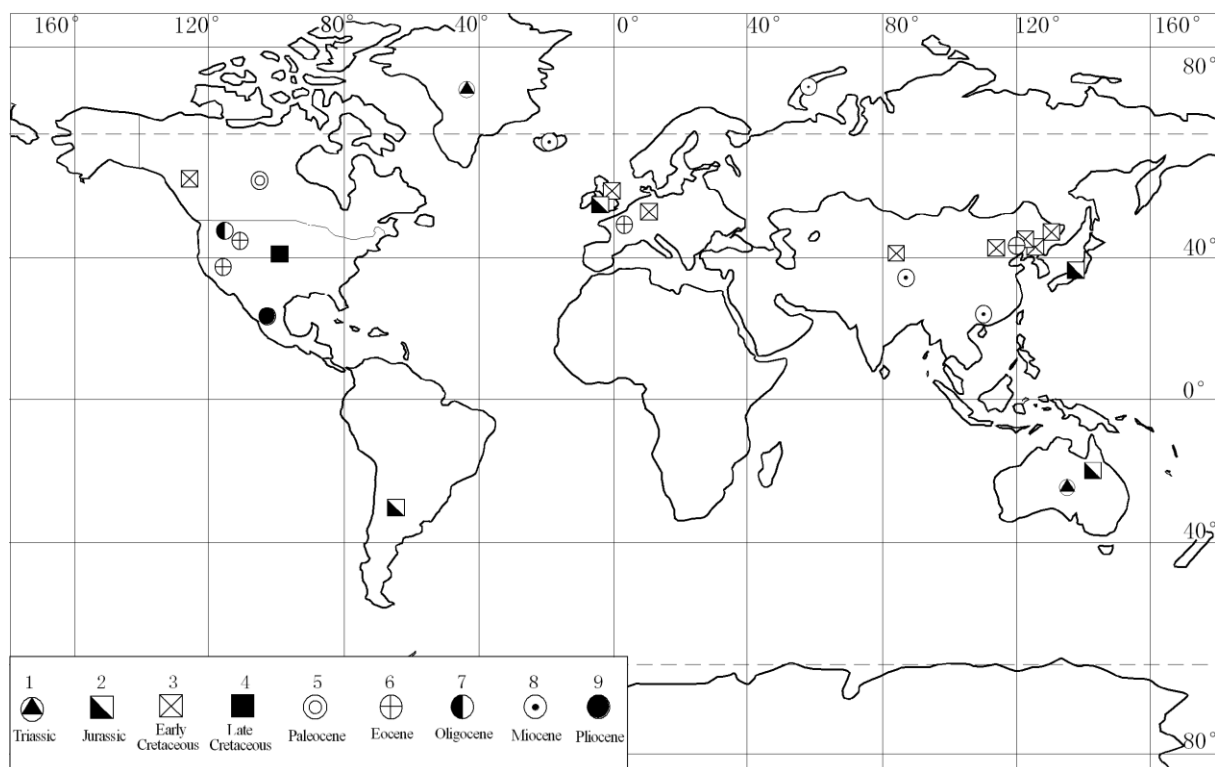 160° 120° 80° 40° 0° 40° 80° 120° 160°
80°
40°
0°
40°
80°
1 2 3 4 5 6 7 8 9
Triassic Jurassic Early Cretaceous Late Cretaceous Paleocene Eocene Oligocene Miocene Pliocene